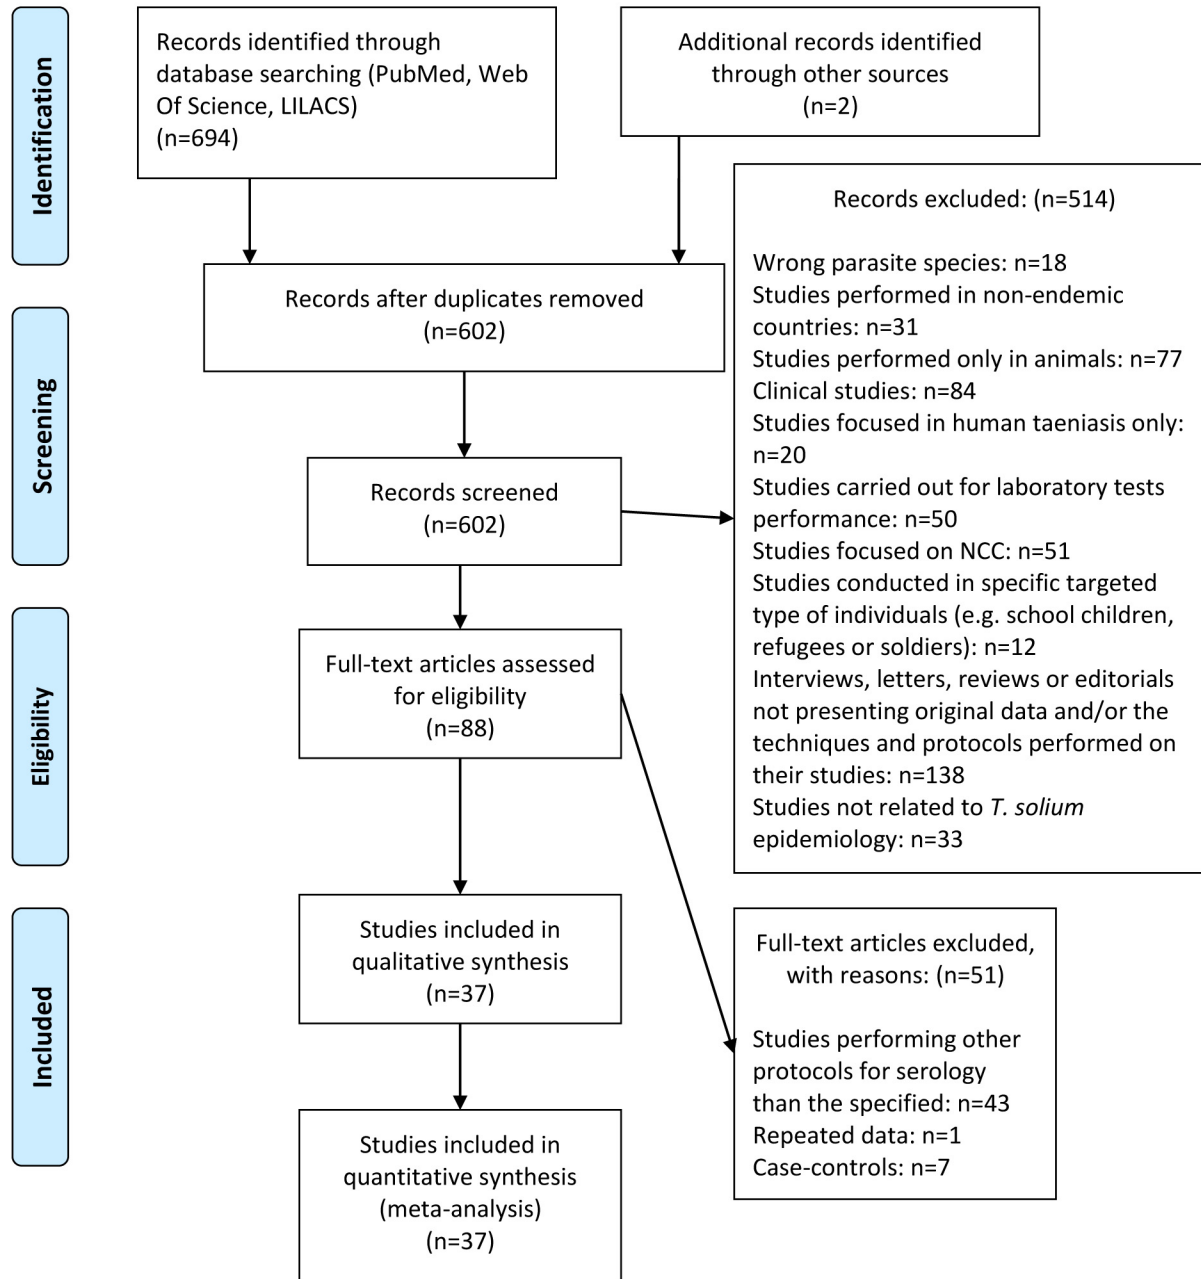 Identification
Records identified through
database searching (PubMed, Web
Of Science, LILACS)
(n=694)
Additional records identified
through other sources
(n=2)
Records after duplicates removed
(n=602)
Screening
Records screened
(n=602)
Records excluded: (n=514)
Wrong parasite species: n=18
Studies performed in non-endemic
countries: n=31
Studies performed only in animals: n=77
Clinical studies: n=84
Studies focused in human taeniasis only:
n=20
Studies carried out for laboratory tests
performance: n=50
Studies focused on NCC: n=51
Studies conducted in specific targeted
type of individuals (e.g. school children,
refugees or soldiers): n=12
Interviews, letters, reviews or editorials
not presenting original data and/or the
techniques and protocols performed on
their studies: n=138
Studies not related to T. solium
epidemiology: n=33
Eligibility
Full-text articles assessed
for eligibility
(n=88)
Full-text articles excluded,
with reasons: (n=51)
Studies performing other
protocols for serology
than the specified: n=43
Repeated data: n=1
Case-controls: n=7
Included
Studies included in
qualitative synthesis
(n=37)
Studies included in
quantitative synthesis
(meta-analysis)
(n=37)